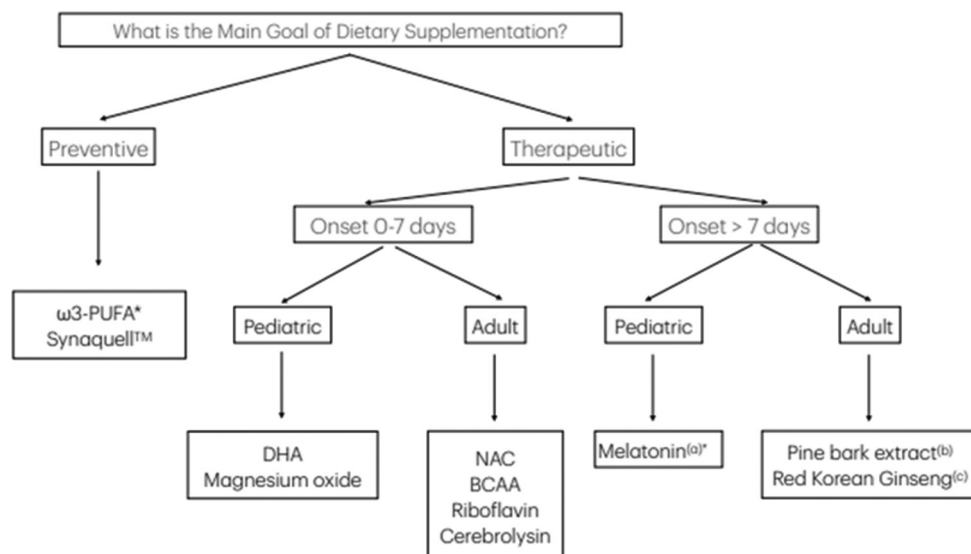 What is the Main Goal of Dietary Supplementation?
Preventive
Therapeutic
Onset 0-7 days
Onset > 7 days
ω3-PUFA*
Synaquell™
Pediatric
Adult
Pediatric
Adult
DHA
Magnesium oxide
NAC
BCAA
Riboflavin
Cerebrolysin
Melatonin(a)*
Pine bark extract(b)
Red Korean Ginseng(c)